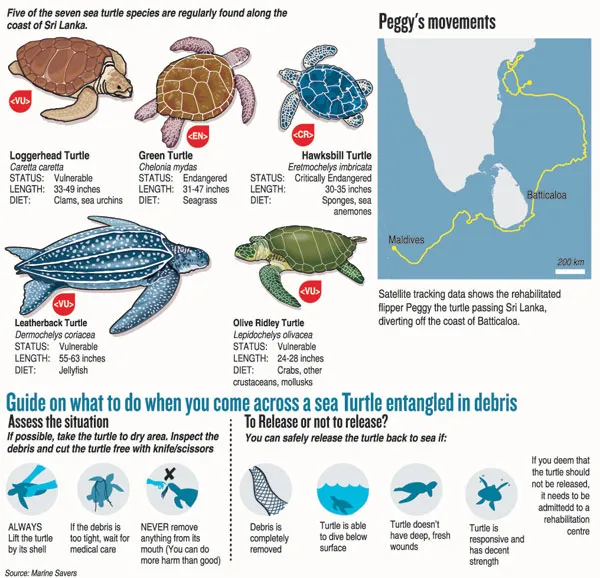 Five of the seven sea turtle species are regularly found along the
coast of Sri Lanka.
<VU>
Loggerhead Turtle
Caretta caretta
STATUS: Vulnerable
LENGTH: 33-49 inches
DIET: Clams, sea urchins
<EN>
Green Turtle
Chelonia mydas
STATUS: Endangered
LENGTH: 31-47 inches
DIET: Seagrass
<CR>
Hawksbill Turtle
Eretmochelys imbricata
STATUS: Critically Endangered
LENGTH: 30-35 inches
DIET: Sponges, sea
anemones
<VU>
Leatherback Turtle
Dermochelys coriacea
STATUS: Vulnerable
LENGTH: 55-63 inches
DIET: Jellyfish
<VU>
Olive Ridley Turtle
Lepidochelys olivacea
STATUS: Vulnerable
LENGTH: 24-28 inches
DIET: Crabs, other
crustaceans, mollusks
Peggy's movements
Batticaloa
Maldives
200 km
Satellite tracking data shows the rehabilitated
flipper Peggy the turtle passing Sri Lanka,
diverting off the coast of Batticaloa.
Guide on what to do when you come across a sea Turtle entangled in debris
Assess the situation
If possible, take the turtle to dry area. Inspect the
debris and cut the turtle free with knife/scissors
ALWAYS
Lift the turtle
by its shell
If the debris is
too tight, wait for
medical care
NEVER remove
anything from its
mouth (You can do
more harm than good)
To Release or not to release?
You can safely release the turtle back to sea if:
Debris is
completely
removed
Turtle is able
to dive below
surface
Turtle doesn't
have deep, fresh
wounds
Turtle is
responsive and
has decent
strength
If you deem that
the turtle should
not be released,
it needs to be
admittedd to a
rehabilitation
centre
Source: Marine Savers